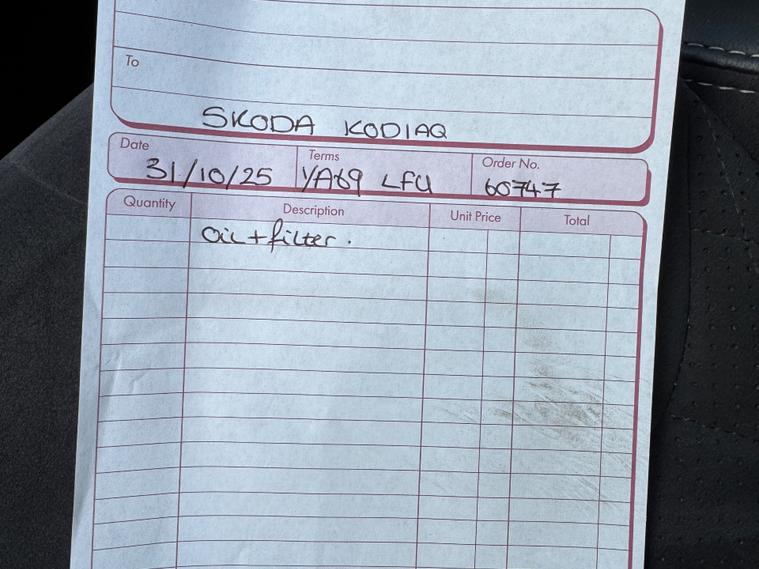 To
SKODA KODIAQ
Date Terms Order No.
31/10/25 YA69 LFU 60747
Quantity Description Unit Price Total
Oil + filter.